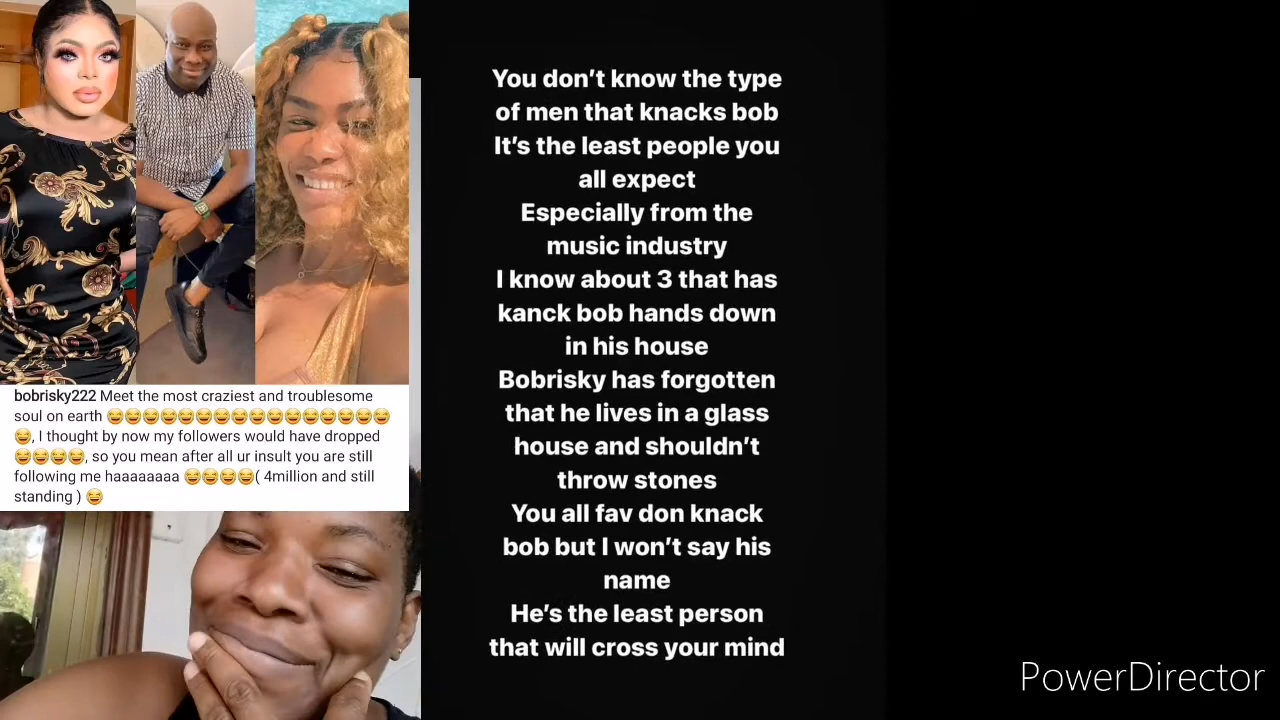 bobrisky222 Meet the most craziest and troublesome
soul on earth 😂😂😂😂😂😂😂😂😂😂😂😂😂😂😂😂
😂, I thought by now my followers would have dropped
😂😂😂😂, so you mean after all ur insult you are still
following me haaaaaaaa 😂😂😂😂( 4million and still
standing ) 😂
You don't know the type
of men that knacks bob
It's the least people you
all expect
Especially from the
music industry
I know about 3 that has
kanck bob hands down
in his house
Bobrisky has forgotten
that he lives in a glass
house and shouldn't
throw stones
You all fav don knack
bob but I won't say his
name
He's the least person
that will cross your mind
PowerDirector